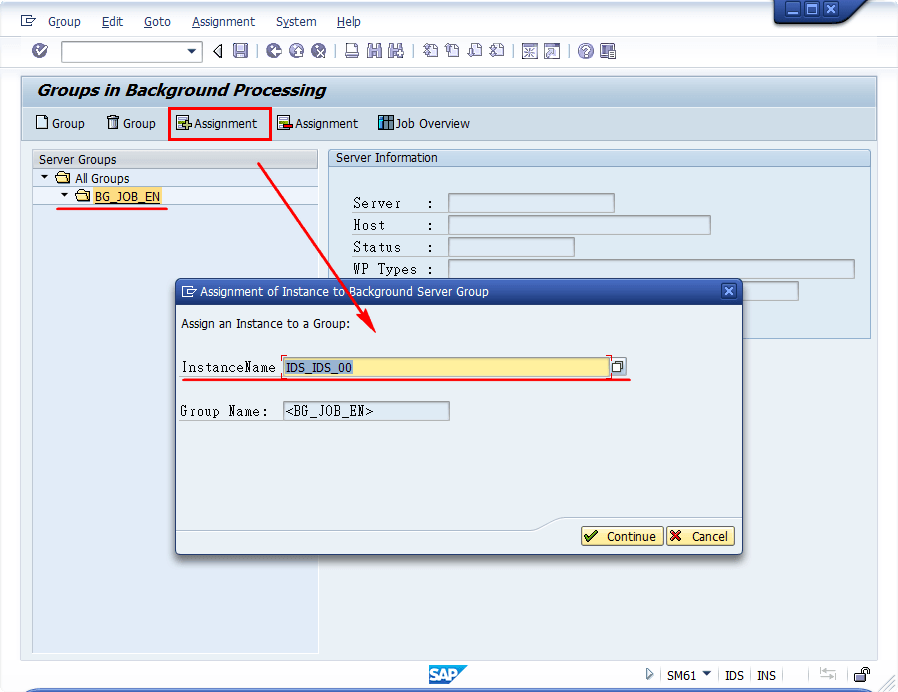 Group Edit Goto Assignment System Help
Groups in Background Processing
Group Group Assignment Assignment Job Overview
Server Groups
All Groups
BG_JOB_EN
Server Information
Server :
Host :
Status :
WP Types :
Assignment of Instance to Background Server Group
Assign an Instance to a Group:
InstanceName IDS_IDS_00
Group Name: <BG_JOB_EN>
Continue Cancel
SAP SM61 IDS INS